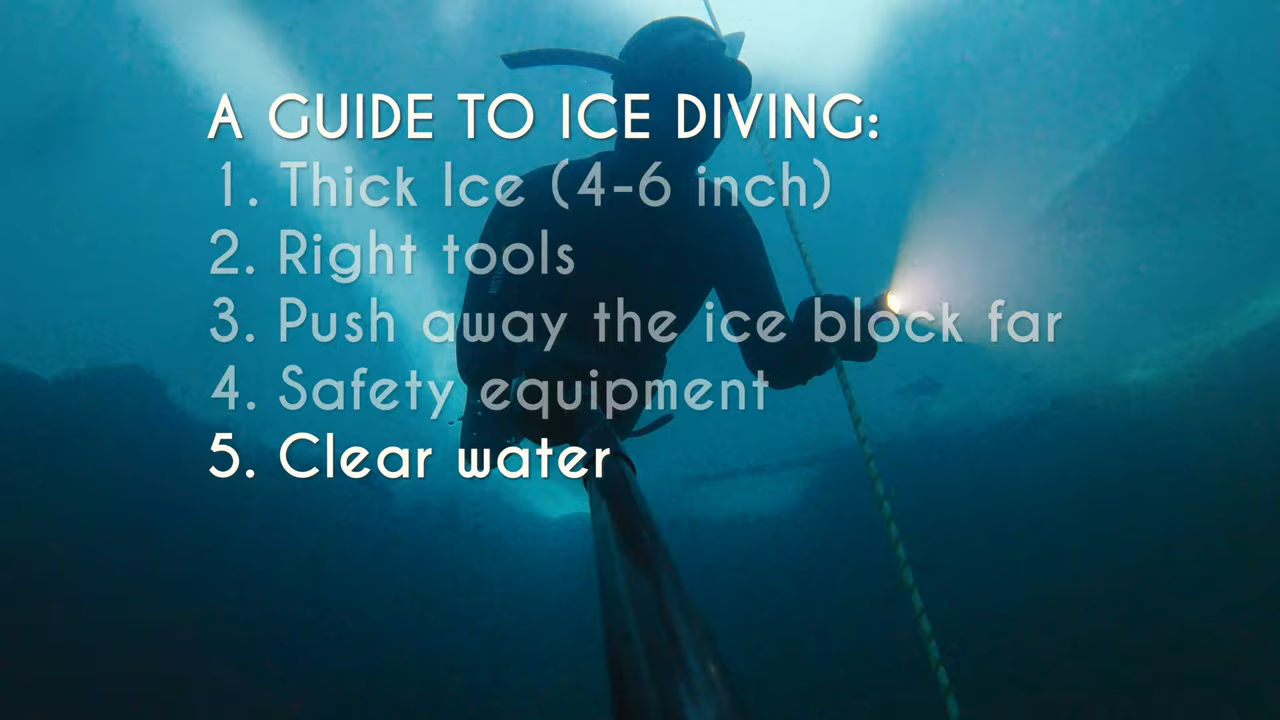 A GUIDE TO ICE DIVING:
1. Thick Ice (4-6 inch)
2. Right tools
3. Push away the ice block far
4. Safety equipment
5. Clear water